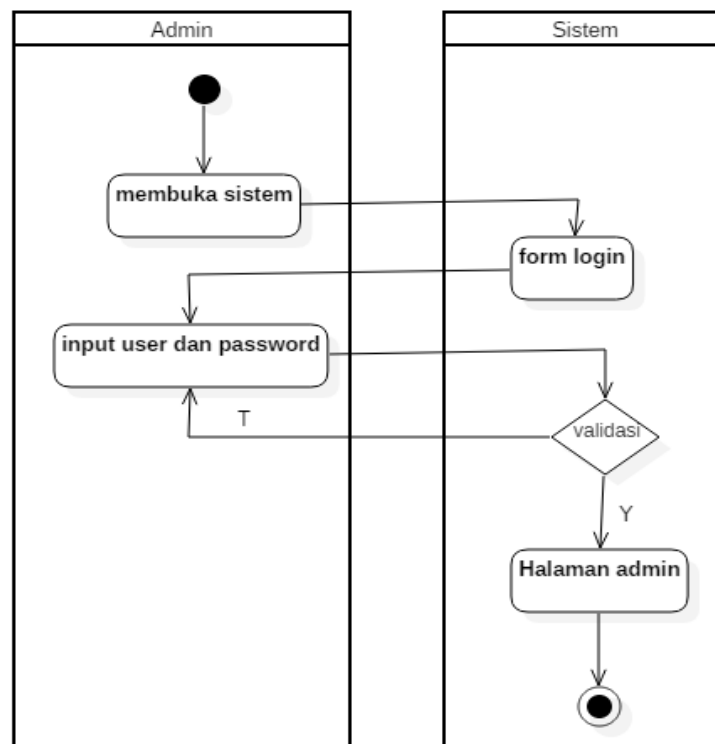 Admin
Sistem
membuka sistem
form login
input user dan password
T
validasi
Y
Halaman admin